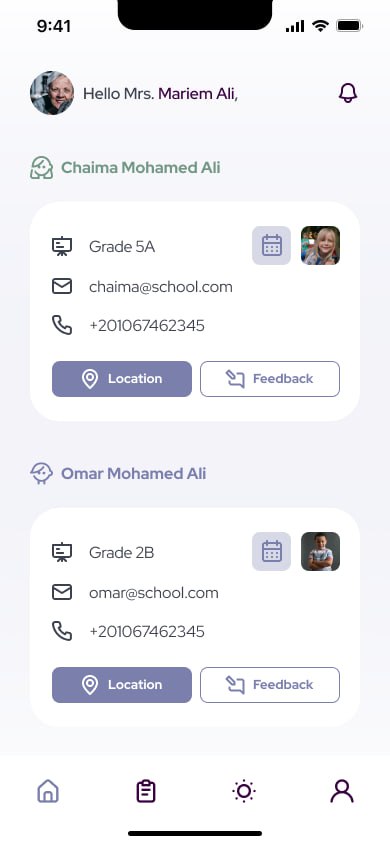 9:41
Hello Mrs. Mariem Ali,
Chaima Mohamed Ali
Grade 5A
chaima@school.com
+201067462345
Location
Feedback
Omar Mohamed Ali
Grade 2B
omar@school.com
+201067462345
Location
Feedback